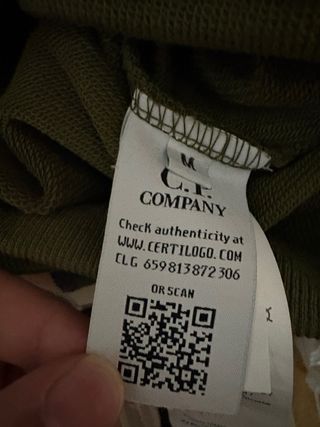 M
C.P.
COMPANY
Check authenticity at
WWW.CERTILOGO.COM
CLG 659813872306
OR SCAN